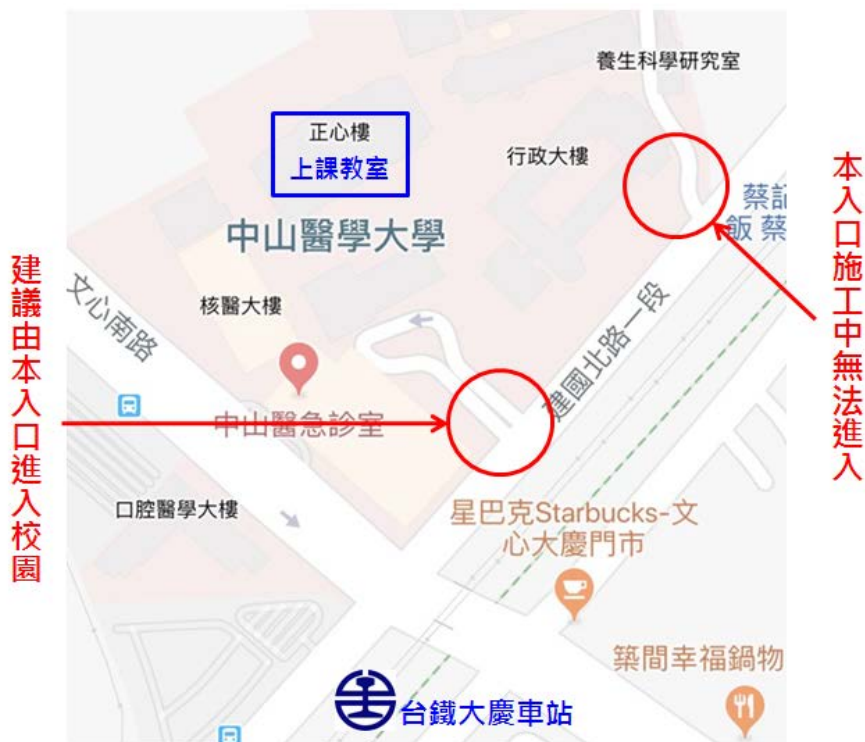 養生科學研究室
正心樓
上課教室
行政大樓
蔡記
飯 蔡
中山醫學大學
文心南路
核醫大樓
建國北路一段
中山醫急診室
口腔醫學大樓
星巴克Starbucks-文
心大慶門市
築間幸福鍋物
台鐵大慶車站
建議由本入口進入校園
本入口施工中無法進入